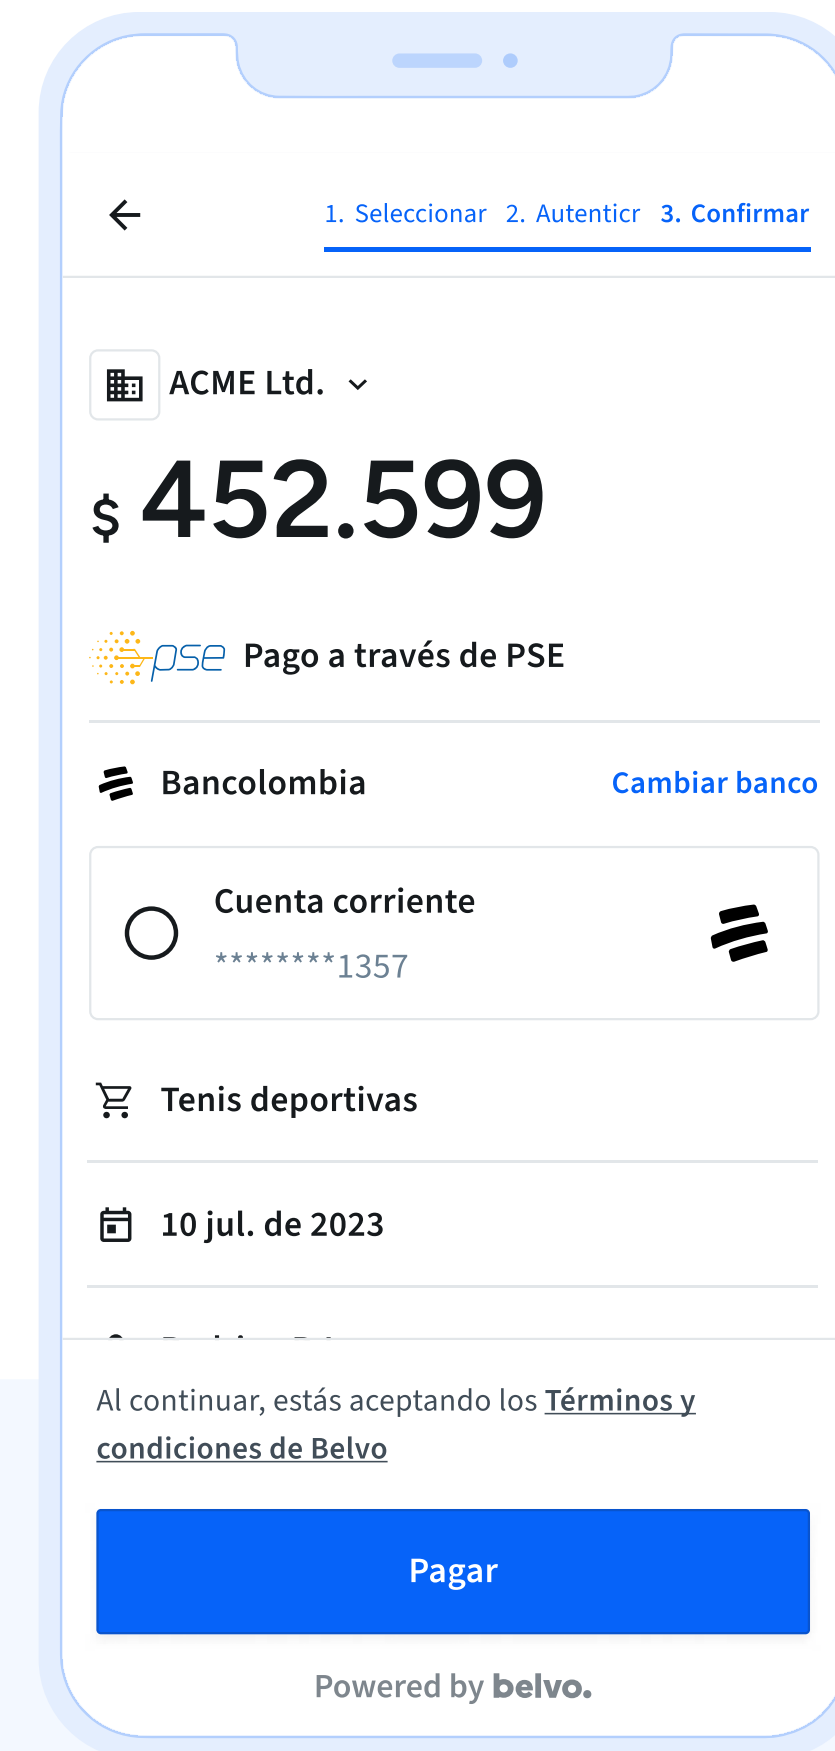 1. Seleccionar 2. Autenticr 3. Confirmar
ACME Ltd.
$ 452.599
pse Pago a través de PSE
Bancolombia Cambiar banco
Cuenta corriente
********1357
Tenis deportivas
10 jul. de 2023
Al continuar, estás aceptando los Términos y
condiciones de Belvo
Pagar
Powered by belvo.